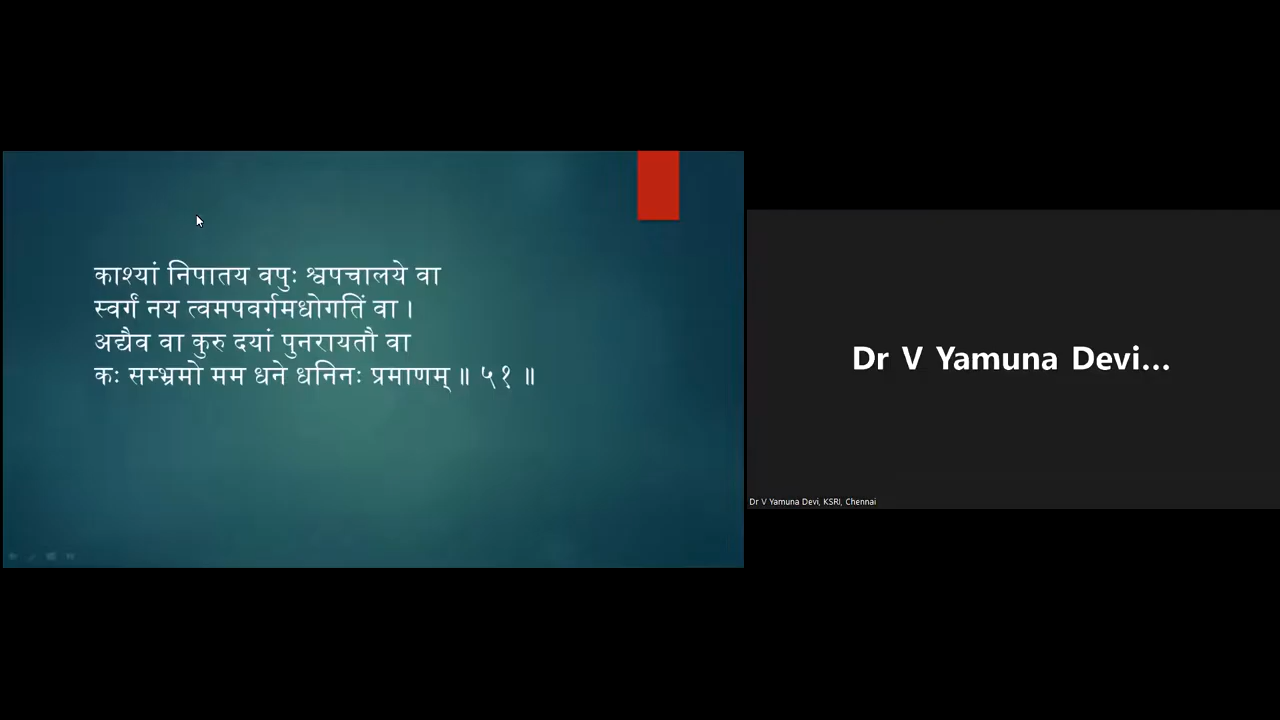 काश्यां निपातय वपुः श्वपचालये वा
स्वर्गं नय त्वमपवर्गमधोगतिं वा ।
अद्यैव वा कुरु दयां पुनरायतौ वा
कः सम्भ्रमो मम धने धनिनः प्रमाणम् ॥ ५१ ॥
Dr V Yamuna Devi...
Dr V Yamuna Devi, KSRI, Chennai